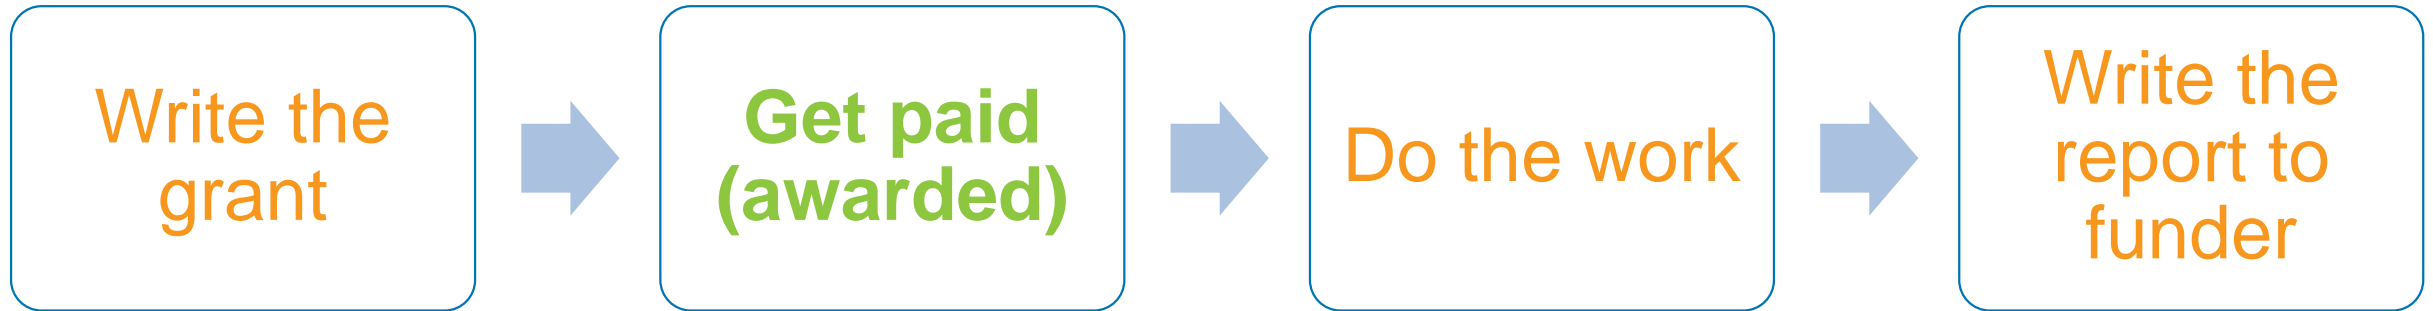 Write the
grant
Get paid
(awarded)
Do the work
Write the
report to
funder